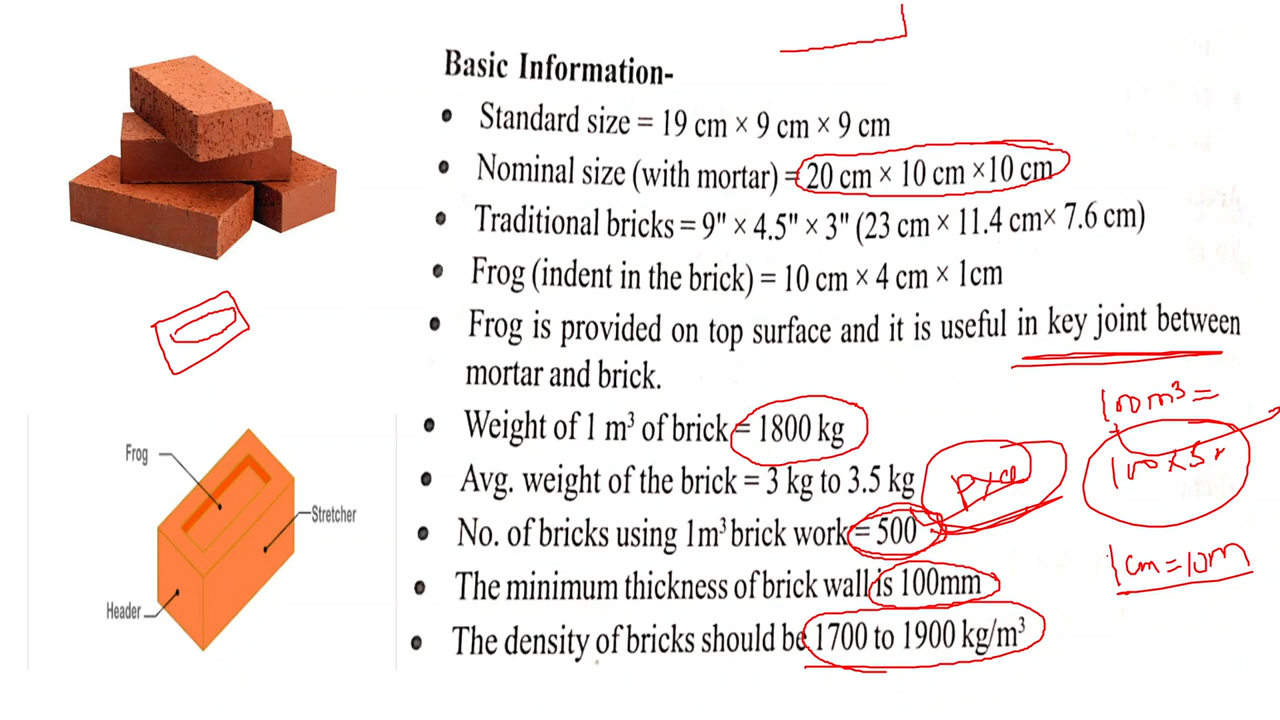 Basic Information-
• Standard size = 19 cm × 9 cm × 9 cm
• Nominal size (with mortar) = 20 cm × 10 cm ×10 cm
• Traditional bricks = 9" × 4.5" × 3" (23 cm × 11.4 cm× 7.6 cm)
• Frog (indent in the brick) = 10 cm × 4 cm × 1cm
• Frog is provided on top surface and it is useful in key joint between
mortar and brick.
• Weight of 1 m³ of brick = 1800 kg
• Avg. weight of the brick = 3 kg to 3.5 kg
• No. of bricks using 1m³ brick work = 500
• The minimum thickness of brick wall is 100mm
• The density of bricks should be 1700 to 1900 kg/m³
100m³ =
1cm = 10m
Frog
Stretcher
Header